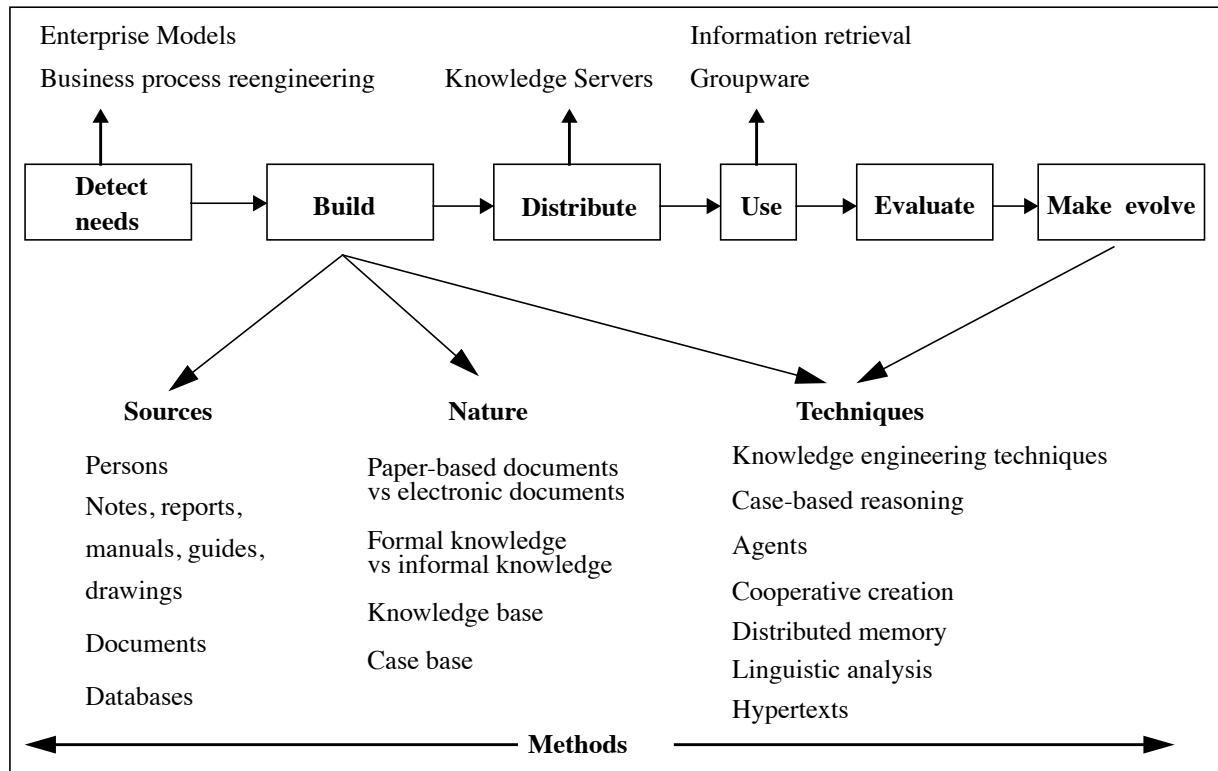 Enterprise Models
Business process reengineering
Knowledge Servers
Information retrieval
Groupware
Detect
needs
Build
Distribute
Use
Evaluate
Make evolve
Sources
Persons
Notes, reports,
manuals, guides,
drawings
Documents
Databases
Nature
Paper-based documents
vs electronic documents
Formal knowledge
vs informal knowledge
Knowledge base
Case base
Techniques
Knowledge engineering techniques
Case-based reasoning
Agents
Cooperative creation
Distributed memory
Linguistic analysis
Hypertexts
Methods